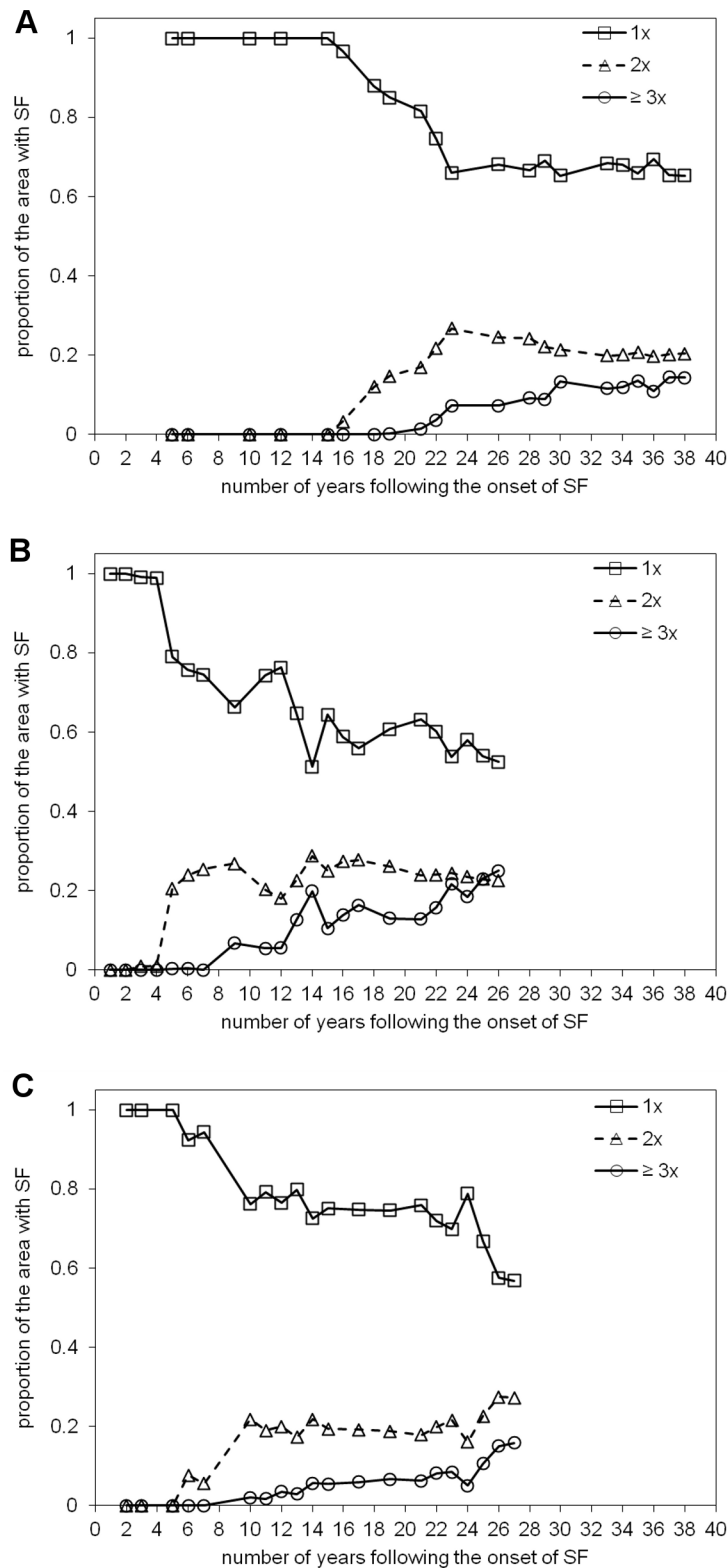 A
1
0.8
0.6
0.4
0.2
0
proportion of the area with SF
1x
2x
≥ 3x
0 2 4 6 8 10 12 14 16 18 20 22 24 26 28 30 32 34 36 38 40
number of years following the onset of SF
B
1
0.8
0.6
0.4
0.2
0
proportion of the area with SF
1x
2x
≥ 3x
0 2 4 6 8 10 12 14 16 18 20 22 24 26 28 30 32 34 36 38 40
number of years following the onset of SF
C
1
0.8
0.6
0.4
0.2
0
proportion of the area with SF
1x
2x
≥ 3x
0 2 4 6 8 10 12 14 16 18 20 22 24 26 28 30 32 34 36 38 40
number of years following the onset of SF